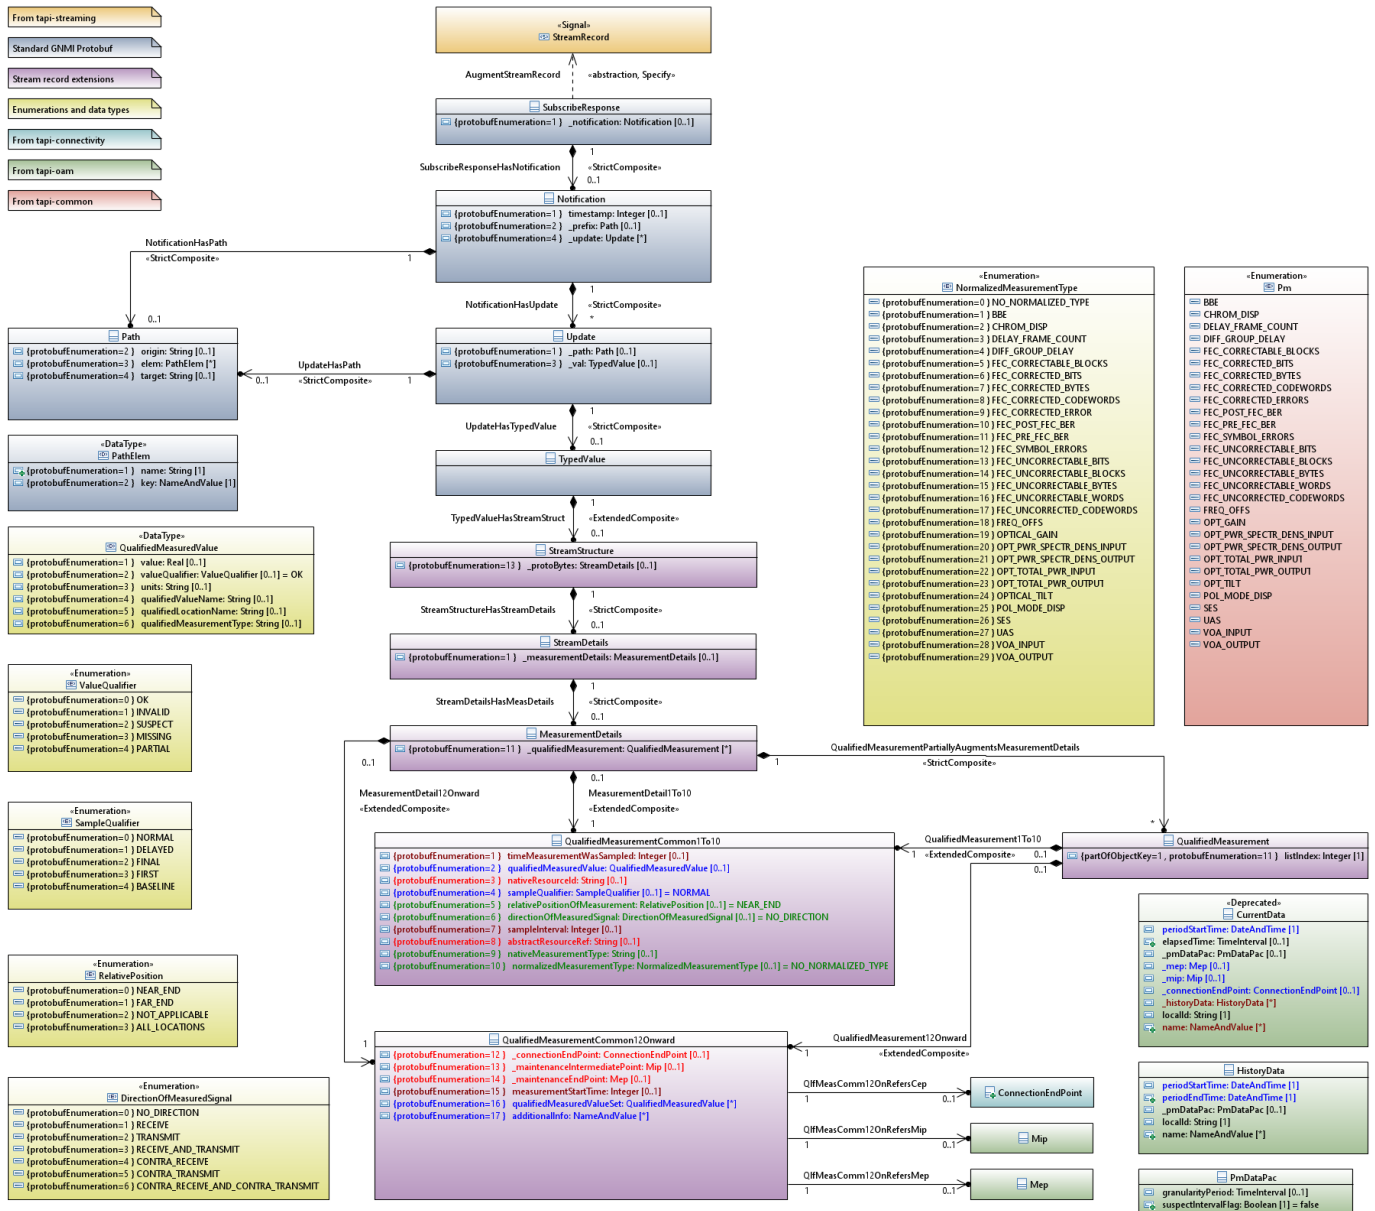 From tapi-streaming
Standard GNMI Protobuf
Stream record extensions
Enumerations and data types
From tapi-connectivity
From tapi-oam
From tapi-common
«Signal»
StreamRecord
AugmentStreamRecord
«abstraction, Specify»
SubscribeResponse
{protobufEnumeration=1 } _notification: Notification [0..1]
1
SubscribeResponseHasNotification
«StrictComposite»
0..1
Notification
{protobufEnumeration=1 } timestamp: Integer [0..1]
{protobufEnumeration=2 } _prefix: Path [0..1]
{protobufEnumeration=4 } _update: Update [*]
NotificationHasPath
«StrictComposite»
1
0..1
1
NotificationHasUpdate
«StrictComposite»
*
Path
{protobufEnumeration=2 } origin: String [0..1]
{protobufEnumeration=3 } elem: PathElem [*]
{protobufEnumeration=4 } target: String [0..1]
UpdateHasPath
0..1
«StrictComposite»
1
Update
{protobufEnumeration=1 } _path: Path [0..1]
{protobufEnumeration=3 } _val: TypedValue [0..1]
1
UpdateHasTypedValue
«StrictComposite»
0..1
TypedValue
1
TypedValueHasStreamStruct
«ExtendedComposite»
0..1
«DataType»
PathElem
{protobufEnumeration=1 } name: String [1]
{protobufEnumeration=2 } key: NameAndValue [1]
«DataType»
QualifiedMeasuredValue
{protobufEnumeration=1 } value: Real [0..1]
{protobufEnumeration=2 } valueQualifier: ValueQualifier [0..1] = OK
{protobufEnumeration=3 } units: String [0..1]
{protobufEnumeration=4 } qualifiedValueName: String [0..1]
{protobufEnumeration=5 } qualifiedLocationName: String [0..1]
{protobufEnumeration=6 } qualifiedMeasurementType: String [0..1]
StreamStructure
{protobufEnumeration=13 } _protoBytes: StreamDetails [0..1]
1
StreamStructureHasStreamDetails
«StrictComposite»
0..1
StreamDetails
{protobufEnumeration=1 } _measurementDetails: MeasurementDetails [0..1]
1
StreamDetailsHasMeasDetails
«StrictComposite»
0..1
«Enumeration»
ValueQualifier
{protobufEnumeration=0 } OK
{protobufEnumeration=1 } INVALID
{protobufEnumeration=2 } SUSPECT
{protobufEnumeration=3 } MISSING
{protobufEnumeration=4 } PARTIAL
«Enumeration»
NormalizedMeasurementType
{protobufEnumeration=0 } NO_NORMALIZED_TYPE
{protobufEnumeration=1 } BBE
{protobufEnumeration=2 } CHROM_DISP
{protobufEnumeration=3 } DELAY_FRAME_COUNT
{protobufEnumeration=4 } DIFF_GROUP_DELAY
{protobufEnumeration=5 } FEC_CORRECTABLE_BLOCKS
{protobufEnumeration=6 } FEC_CORRECTED_BITS
{protobufEnumeration=7 } FEC_CORRECTED_BYTES
{protobufEnumeration=8 } FEC_CORRECTED_CODEWORDS
{protobufEnumeration=9 } FEC_CORRECTED_ERROR
{protobufEnumeration=10 } FEC_POST_FEC_BER
{protobufEnumeration=11 } FEC_PRE_FEC_BER
{protobufEnumeration=12 } FEC_SYMBOL_ERRORS
{protobufEnumeration=13 } FEC_UNCORRECTABLE_BITS
{protobufEnumeration=14 } FEC_UNCORRECTABLE_BLOCKS
{protobufEnumeration=15 } FEC_UNCORRECTABLE_BYTES
{protobufEnumeration=16 } FEC_UNCORRECTABLE_WORDS
{protobufEnumeration=17 } FEC_UNCORRECTED_CODEWORDS
{protobufEnumeration=18 } FREQ_OFFS
{protobufEnumeration=19 } OPTICAL_GAIN
{protobufEnumeration=20 } OPT_PWR_SPECTR_DENS_INPUT
{protobufEnumeration=21 } OPT_PWR_SPECTR_DENS_OUTPUT
{protobufEnumeration=22 } OPT_TOTAL_PWR_INPUT
{protobufEnumeration=23 } OPT_TOTAL_PWR_OUTPUT
{protobufEnumeration=24 } OPTICAL_TILT
{protobufEnumeration=25 } POL_MODE_DISP
{protobufEnumeration=26 } SES
{protobufEnumeration=27 } UAS
{protobufEnumeration=28 } VOA_INPUT
{protobufEnumeration=29 } VOA_OUTPUT
«Enumeration»
Pm
BBE
CHROM_DISP
DELAY_FRAME_COUNT
DIFF_GROUP_DELAY
FEC_CORRECTABLE_BLOCKS
FEC_CORRECTED_BITS
FEC_CORRECTED_BYTES
FEC_CORRECTED_CODEWORDS
FEC_CORRECTED_ERRORS
FEC_POST_FEC_BER
FEC_PRE_FEC_BER
FEC_SYMBOL_ERRORS
FEC_UNCORRECTABLE_BITS
FEC_UNCORRECTABLE_BLOCKS
FEC_UNCORRECTABLE_BYTES
FEC_UNCORRECTABLE_WORDS
FEC_UNCORRECTED_CODEWORDS
FREQ_OFFS
OPT_GAIN
OPT_PWR_SPECTR_DENS_INPUT
OPT_PWR_SPECTR_DENS_OUTPUT
OPT_TOTAL_PWR_INPUT
OPT_TOTAL_PWR_OUTPUT
OPT_TILT
POL_MODE_DISP
SES
UAS
VOA_INPUT
VOA_OUTPUT
MeasurementDetails
{protobufEnumeration=11 } _qualifiedMeasurement: QualifiedMeasurement [*]
QualifiedMeasurementPartiallyAugmentsMeasurementDetails
1
«StrictComposite»
*
0..1
0..1
MeasurementDetail12Onward
«ExtendedComposite»
MeasurementDetail1To10
«ExtendedComposite»
1
«Enumeration»
SampleQualifier
{protobufEnumeration=0 } NORMAL
{protobufEnumeration=1 } DELAYED
{protobufEnumeration=2 } FINAL
{protobufEnumeration=3 } FIRST
{protobufEnumeration=4 } BASELINE
QualifiedMeasurementCommon1To10
{protobufEnumeration=1 } timeMeasurementWasSampled: Integer [0..1]
{protobufEnumeration=2 } qualifiedMeasuredValue: QualifiedMeasuredValue [0..1]
{protobufEnumeration=3 } nativeResourceId: String [0..1]
{protobufEnumeration=4 } sampleQualifier: SampleQualifier [0..1] = NORMAL
{protobufEnumeration=5 } relativePositionOfMeasurement: RelativePosition [0..1] = NEAR_END
{protobufEnumeration=6 } directionOfMeasuredSignal: DirectionOfMeasuredSignal [0..1] = NO_DIRECTION
{protobufEnumeration=7 } sampleInterval: Integer [0..1]
{protobufEnumeration=8 } abstractResourceRef: String [0..1]
{protobufEnumeration=9 } nativeMeasurementType: String [0..1]
{protobufEnumeration=10 } normalizedMeasurementType: NormalizedMeasurementType [0..1] = NO_NORMALIZED_TYPE
QualifiedMeasurement1To10
1
«ExtendedComposite»
0..1
0..1
QualifiedMeasurement
{partOfObjectKey=1 , protobufEnumeration=11 } listIndex: Integer [1]
«Deprecated»
CurrentData
periodStartTime: DateAndTime [1]
elapsedTime: TimeInterval [0..1]
_pmDataPac: PmDataPac [0..1]
_mep: Mep [0..1]
_mip: Mip [0..1]
_connectionEndPoint: ConnectionEndPoint [0..1]
_historyData: HistoryData [*]
localId: String [1]
name: NameAndValue [*]
«Enumeration»
RelativePosition
{protobufEnumeration=0 } NEAR_END
{protobufEnumeration=1 } FAR_END
{protobufEnumeration=2 } NOT_APPLICABLE
{protobufEnumeration=3 } ALL_LOCATIONS
1
QualifiedMeasurementCommon12Onward
{protobufEnumeration=12 } _connectionEndPoint: ConnectionEndPoint [0..1]
{protobufEnumeration=13 } _maintenanceIntermediatePoint: Mip [0..1]
{protobufEnumeration=14 } _maintenanceEndPoint: Mep [0..1]
{protobufEnumeration=15 } measurementStartTime: Integer [0..1]
{protobufEnumeration=16 } qualifiedMeasuredValueSet: QualifiedMeasuredValue [*]
{protobufEnumeration=17 } additionalInfo: NameAndValue [*]
QualifiedMeasurement12Onward
1
«ExtendedComposite»
QlfMeasComm12OnRefersCep
1
0..1
ConnectionEndPoint
QlfMeasComm12OnRefersMip
1
0..1
Mip
QlfMeasComm12OnRefersMep
1
0..1
Mep
HistoryData
periodStartTime: DateAndTime [1]
periodEndTime: DateAndTime [1]
_pmDataPac: PmDataPac [0..1]
localId: String [1]
name: NameAndValue [*]
«Enumeration»
DirectionOfMeasuredSignal
{protobufEnumeration=0 } NO_DIRECTION
{protobufEnumeration=1 } RECEIVE
{protobufEnumeration=2 } TRANSMIT
{protobufEnumeration=3 } RECEIVE_AND_TRANSMIT
{protobufEnumeration=4 } CONTRA_RECEIVE
{protobufEnumeration=5 } CONTRA_TRANSMIT
{protobufEnumeration=6 } CONTRA_RECEIVE_AND_CONTRA_TRANSMIT
PmDataPac
granularityPeriod: TimeInterval [0..1]
suspectIntervalFlag: Boolean [1] = false